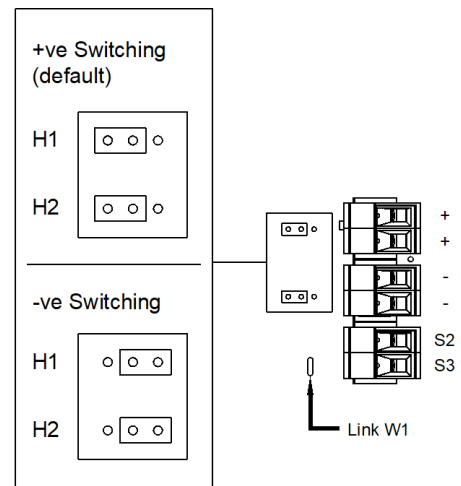 +ve Switching
(default)
H1
H2
-ve Switching
H1
H2
+
+
-
-
S2
S3
Link W1